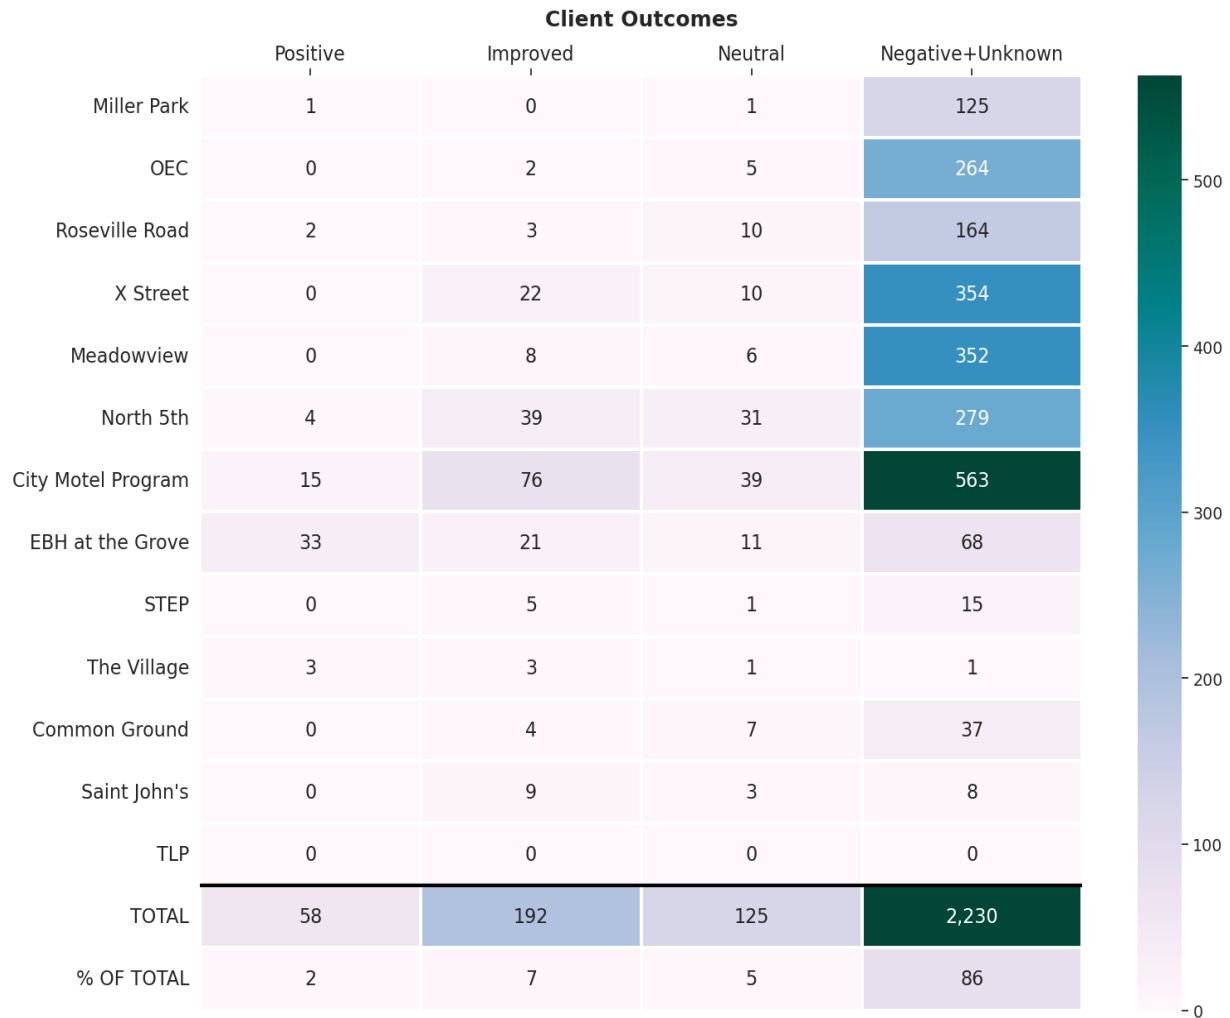 Client Outcomes
Positive Improved Neutral Negative+Unknown
Miller Park 1 0 1 125
OEC 0 2 5 264
Roseville Road 2 3 10 164
X Street 0 22 10 354
Meadowview 0 8 6 352
North 5th 4 39 31 279
City Motel Program 15 76 39 563
EBH at the Grove 33 21 11 68
STEP 0 5 1 15
The Village 3 3 1 1
Common Ground 0 4 7 37
Saint John's 0 9 3 8
TLP 0 0 0 0
TOTAL 58 192 125 2,230
% OF TOTAL 2 7 5 86
500
400
300
200
100
0